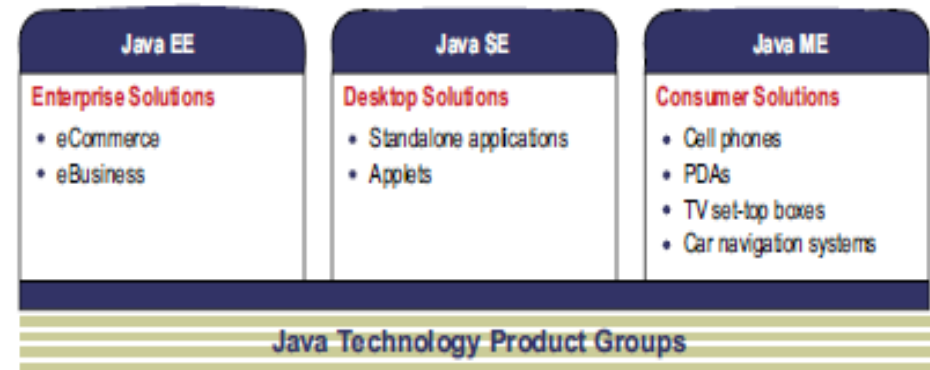 Java EE
Enterprise Solutions
• eCommerce
• eBusiness
Java SE
Desktop Solutions
• Standalone applications
• Applets
Java ME
Consumer Solutions
• Cell phones
• PDAs
• TV set-top boxes
• Car navigation systems
Java Technology Product Groups